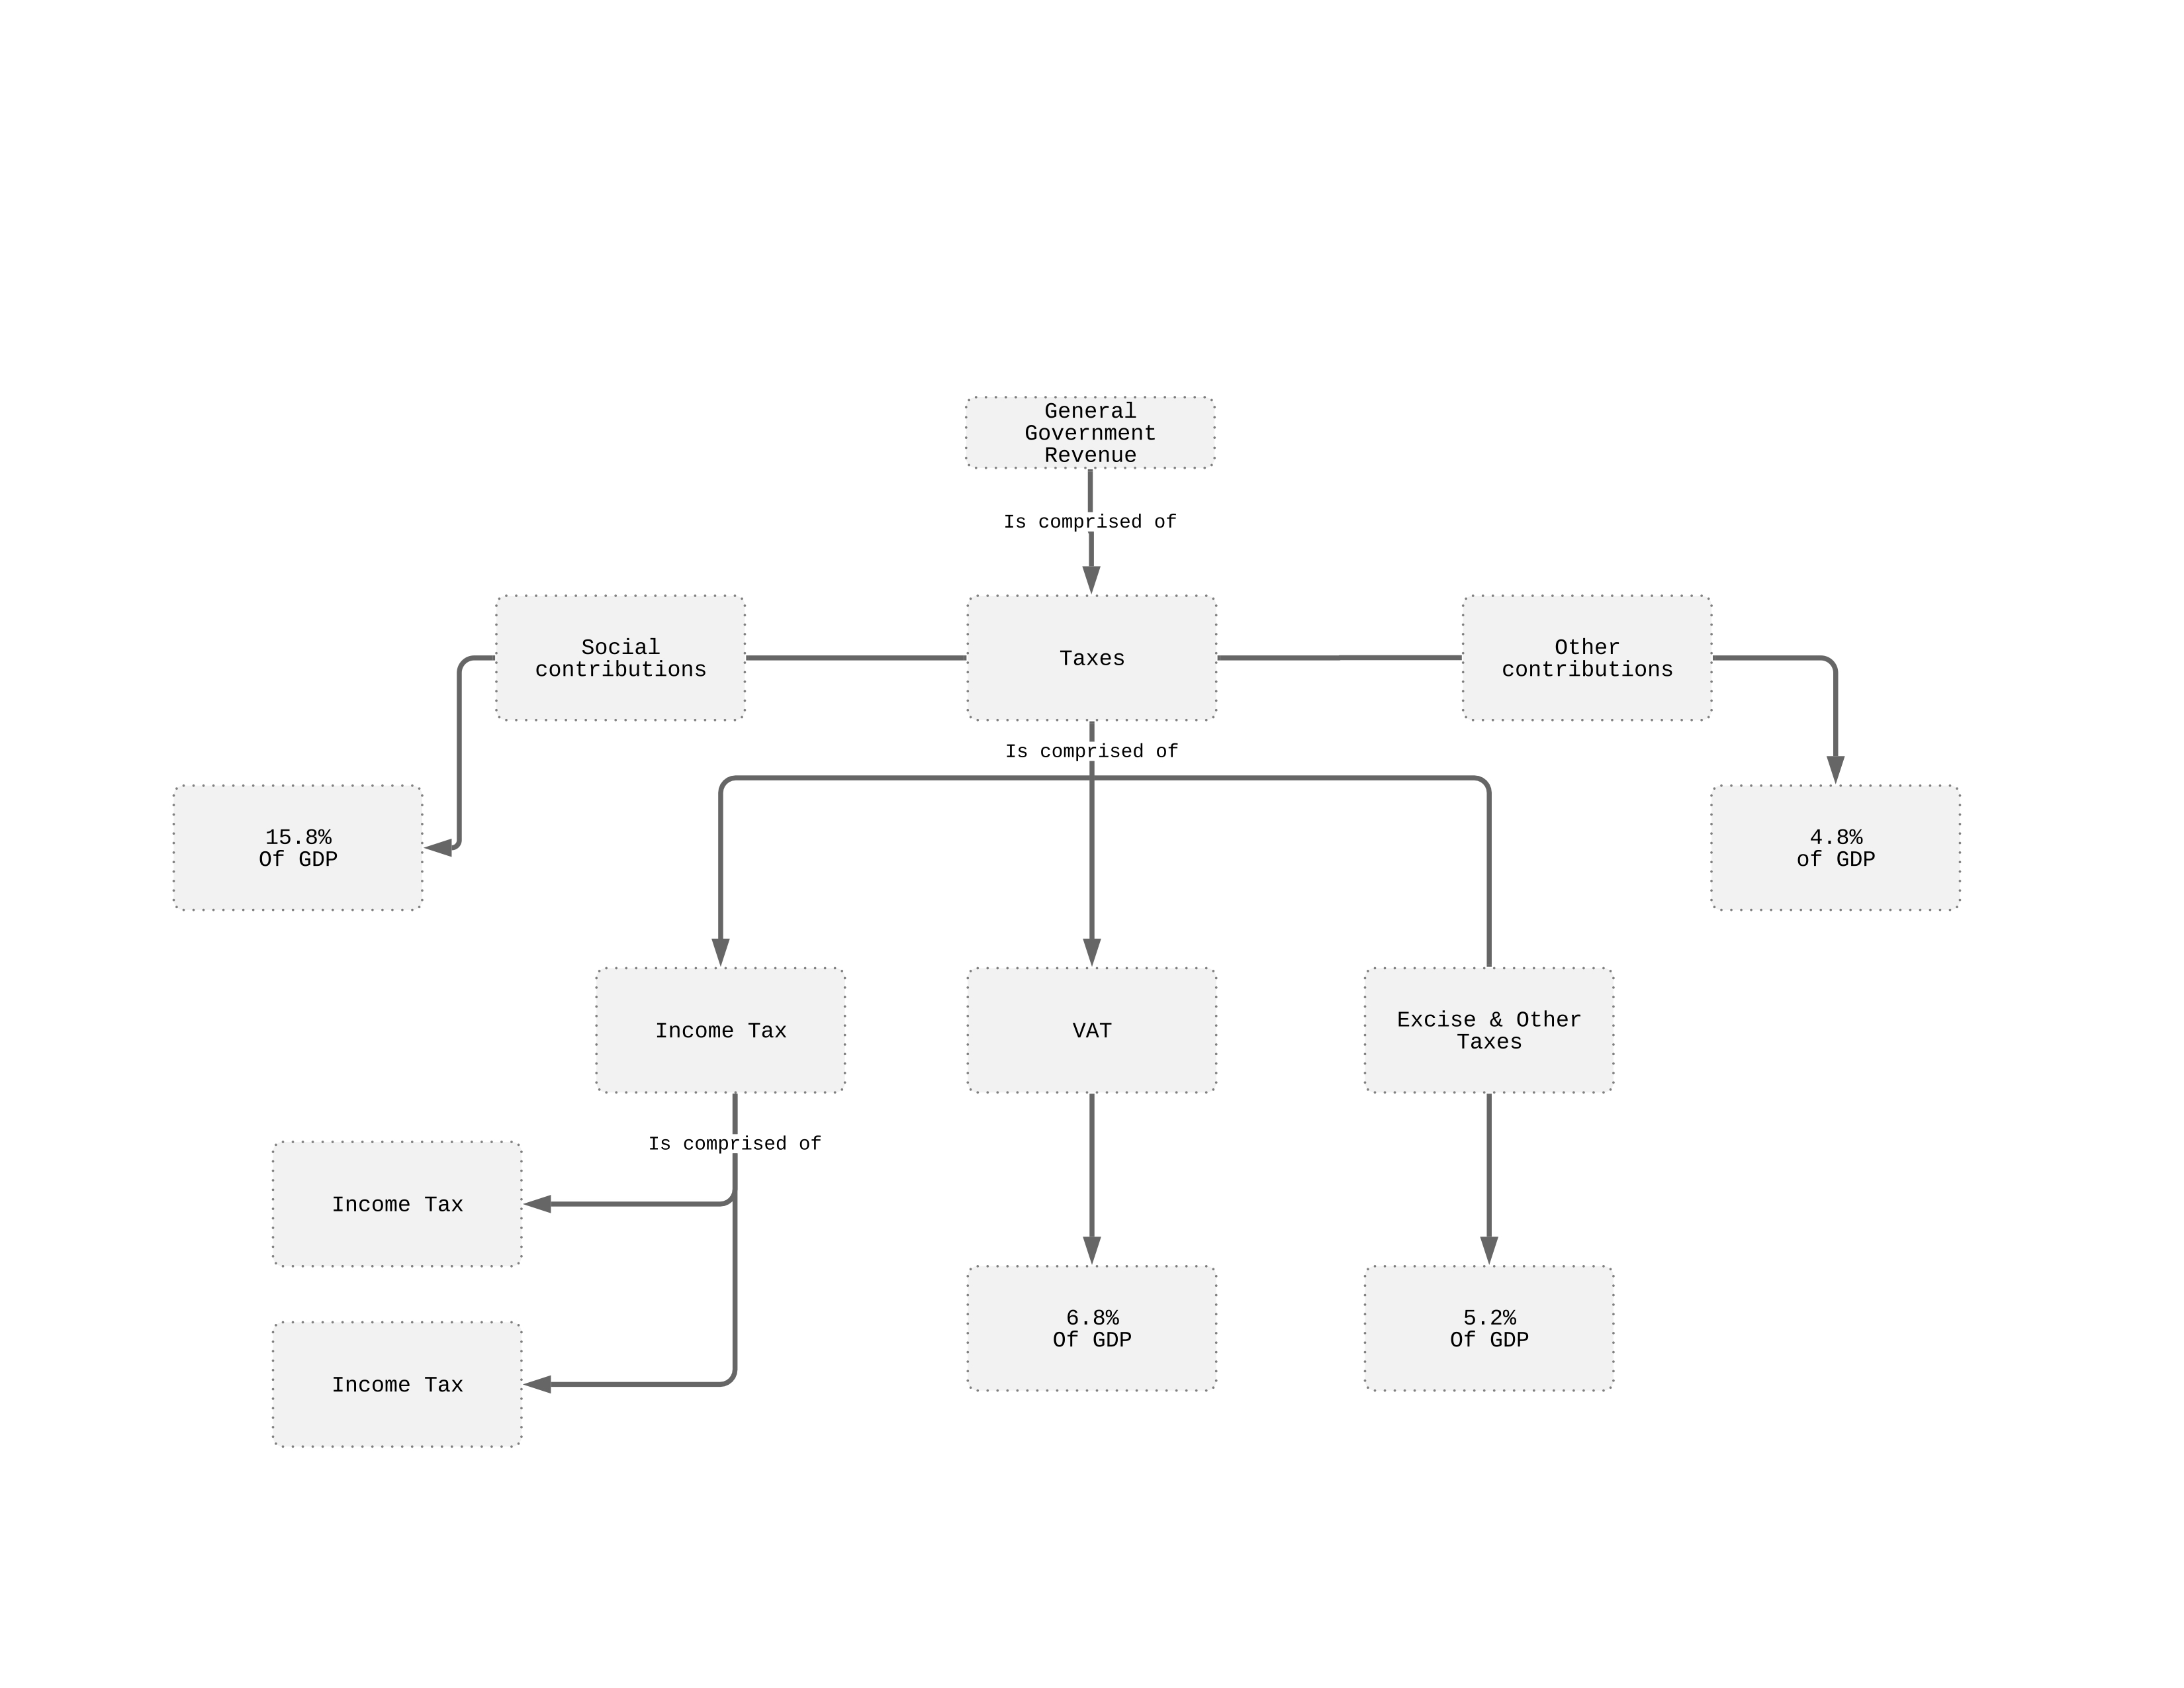 General
Government
Revenue
Is comprised of
Social
contributions
Taxes
Other
contributions
Is comprised of
15.8%
Of GDP
4.8%
of GDP
Income Tax
VAT
Excise & Other
Taxes
Is comprised of
Income Tax
6.8%
Of GDP
5.2%
Of GDP
Income Tax